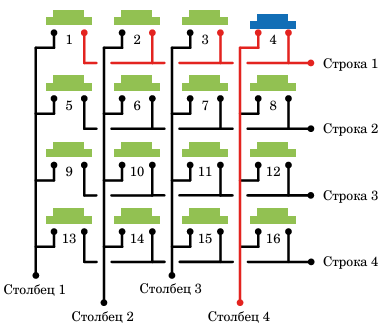 1 2 3 4
Строка 1
5 6 7 8
Строка 2
9 10 11 12
Строка 3
13 14 15 16
Строка 4
Столбец 1
Столбец 3
Столбец 2
Столбец 4